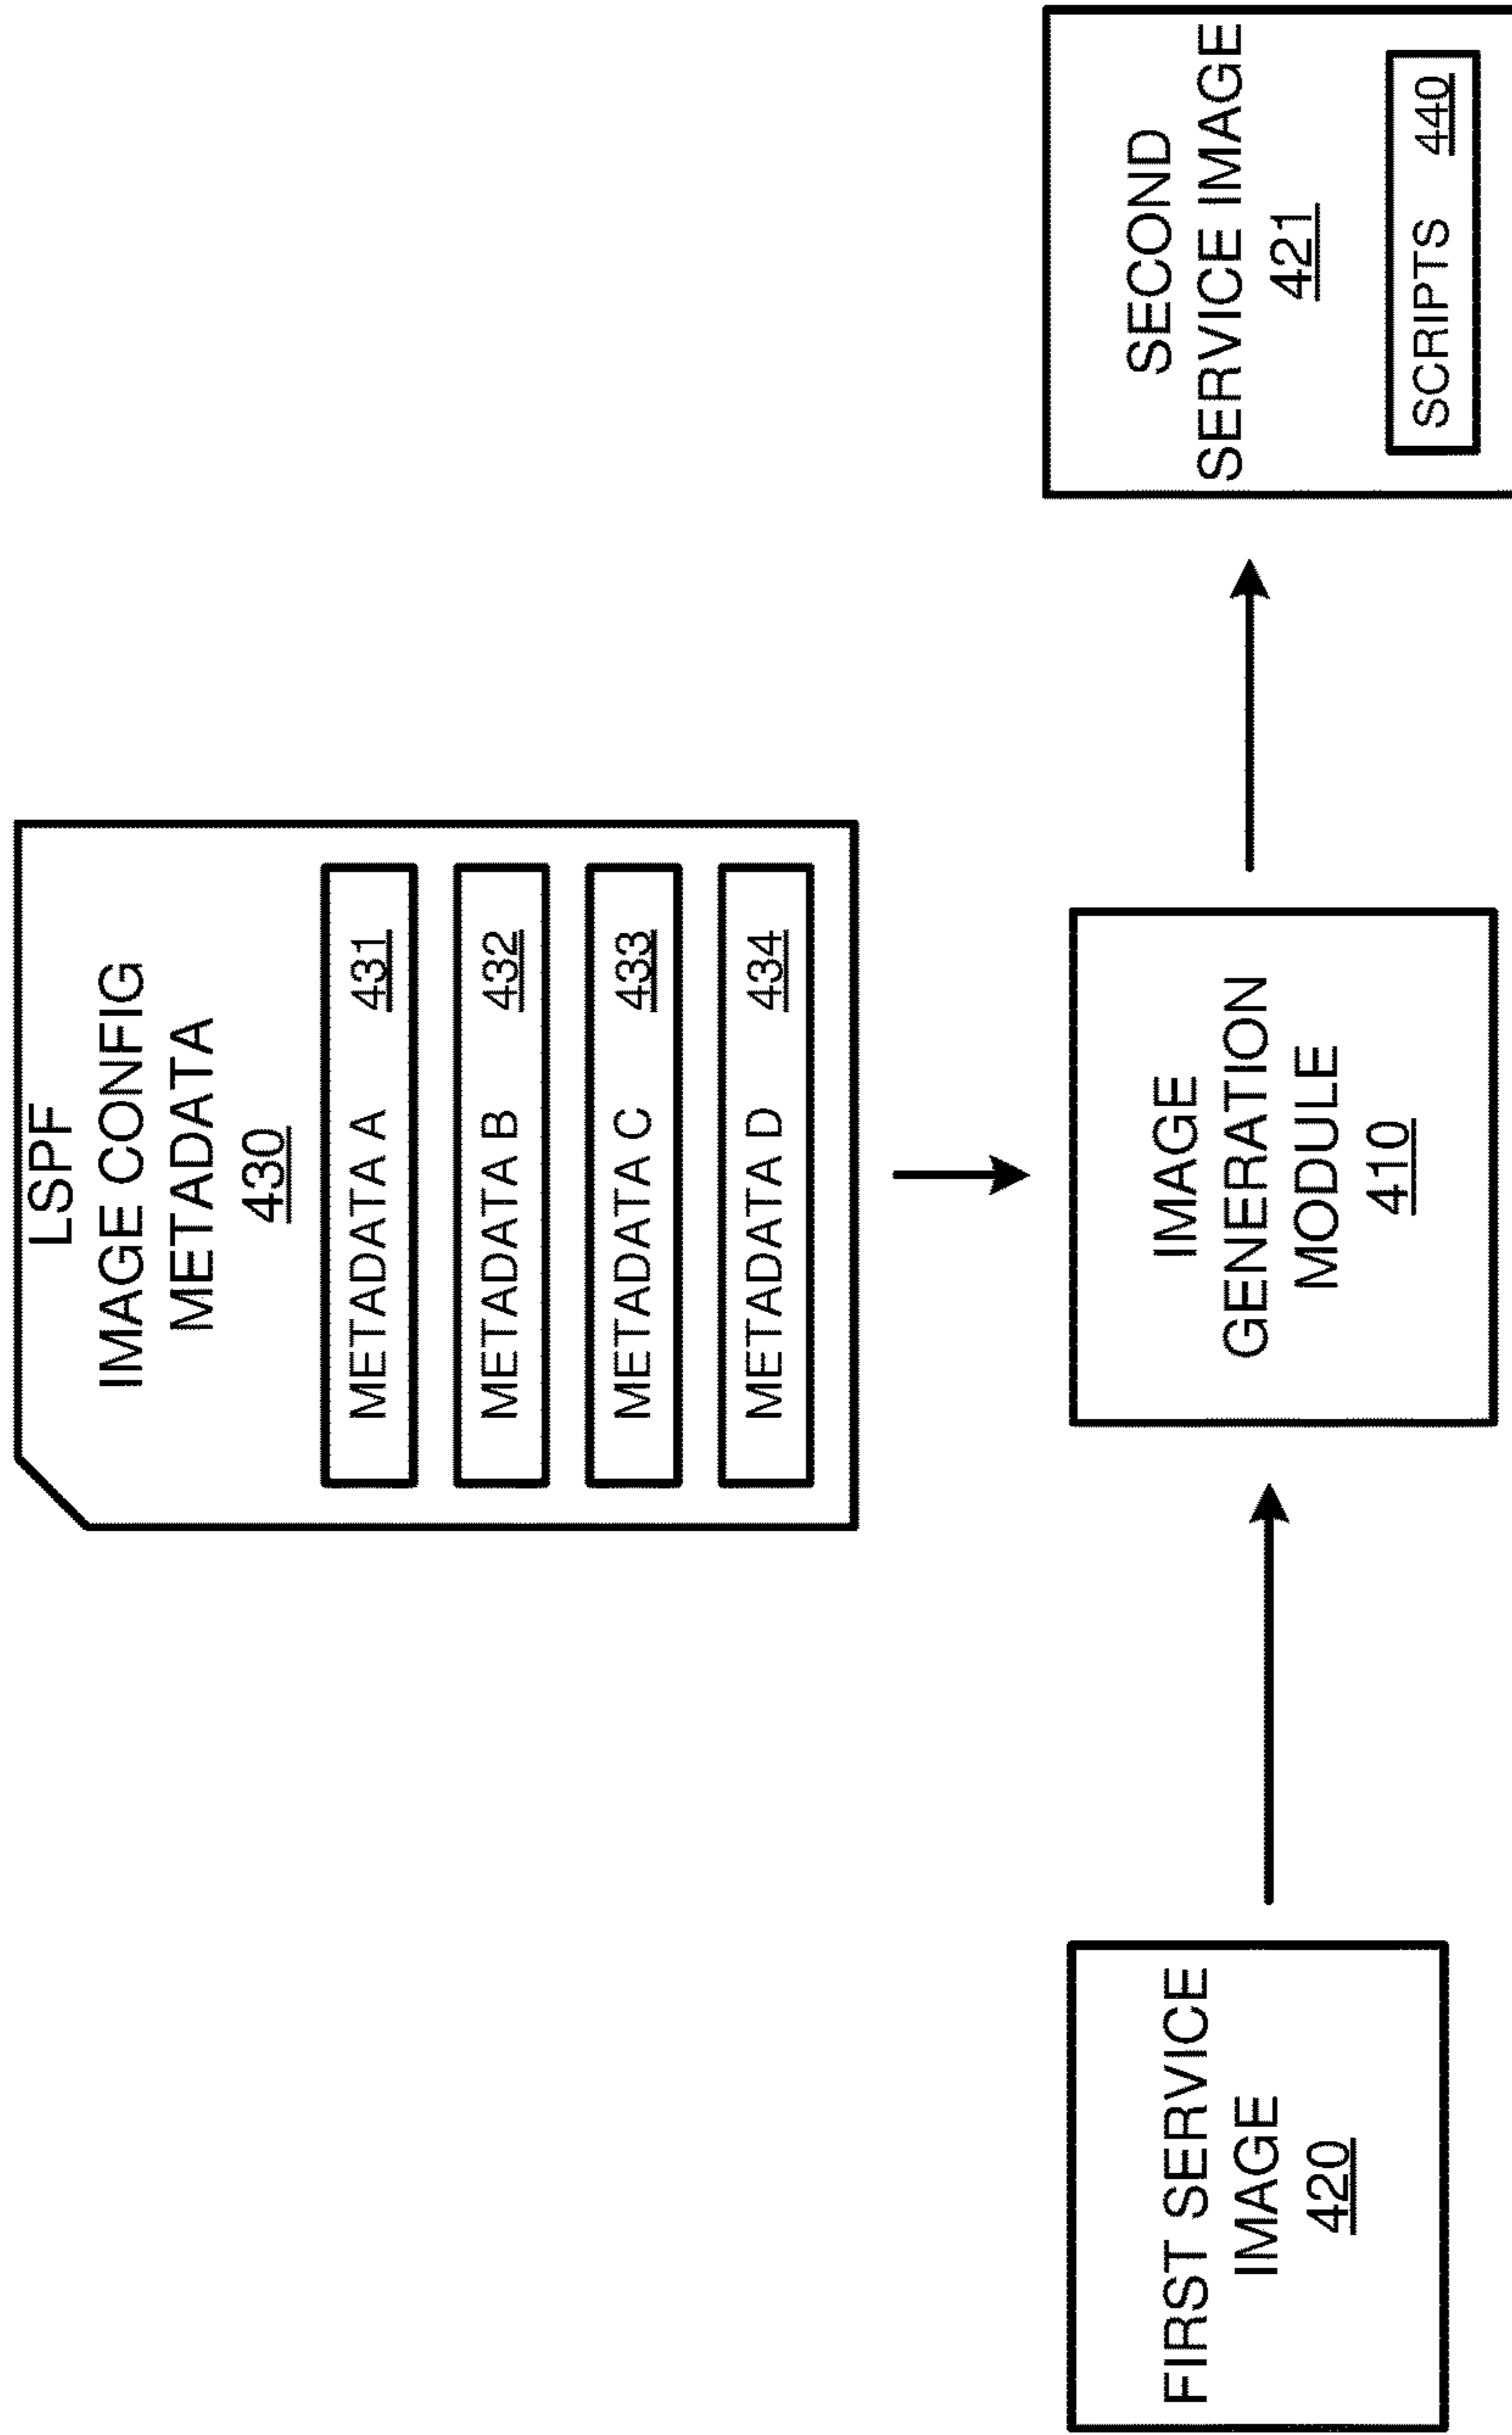 LSPF
IMAGE CONFIG
METADATA
430
METADATA A 431
METADATA B 432
METADATA C 433
METADATA D 434
FIRST SERVICE
IMAGE
420
IMAGE
GENERATION
MODULE
410
SECOND
SERVICE IMAGE
421
SCRIPTS 440